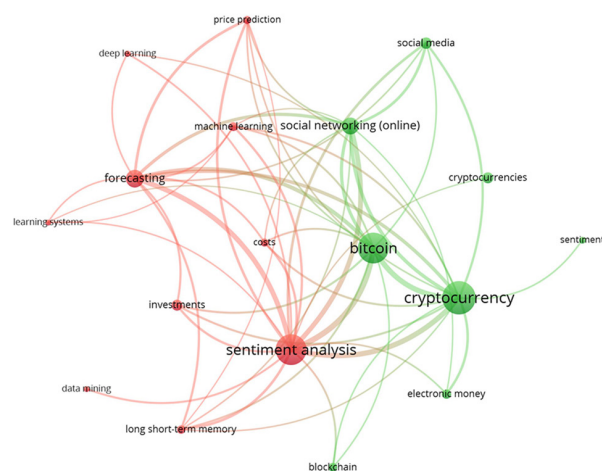 price prediction
social media
deep learning
machine learning
social networking (online)
forecasting
cryptocurrencies
learning systems
costs
bitcoin
sentiment
cryptocurrency
investments
sentiment analysis
data mining
electronic money
long short-term memory
blockchain